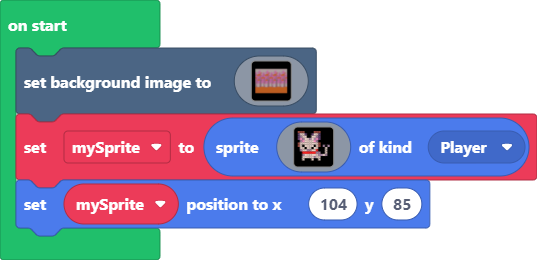 on start
set background image to
set mySprite to sprite of kind Player
set mySprite position to x 104 y 85